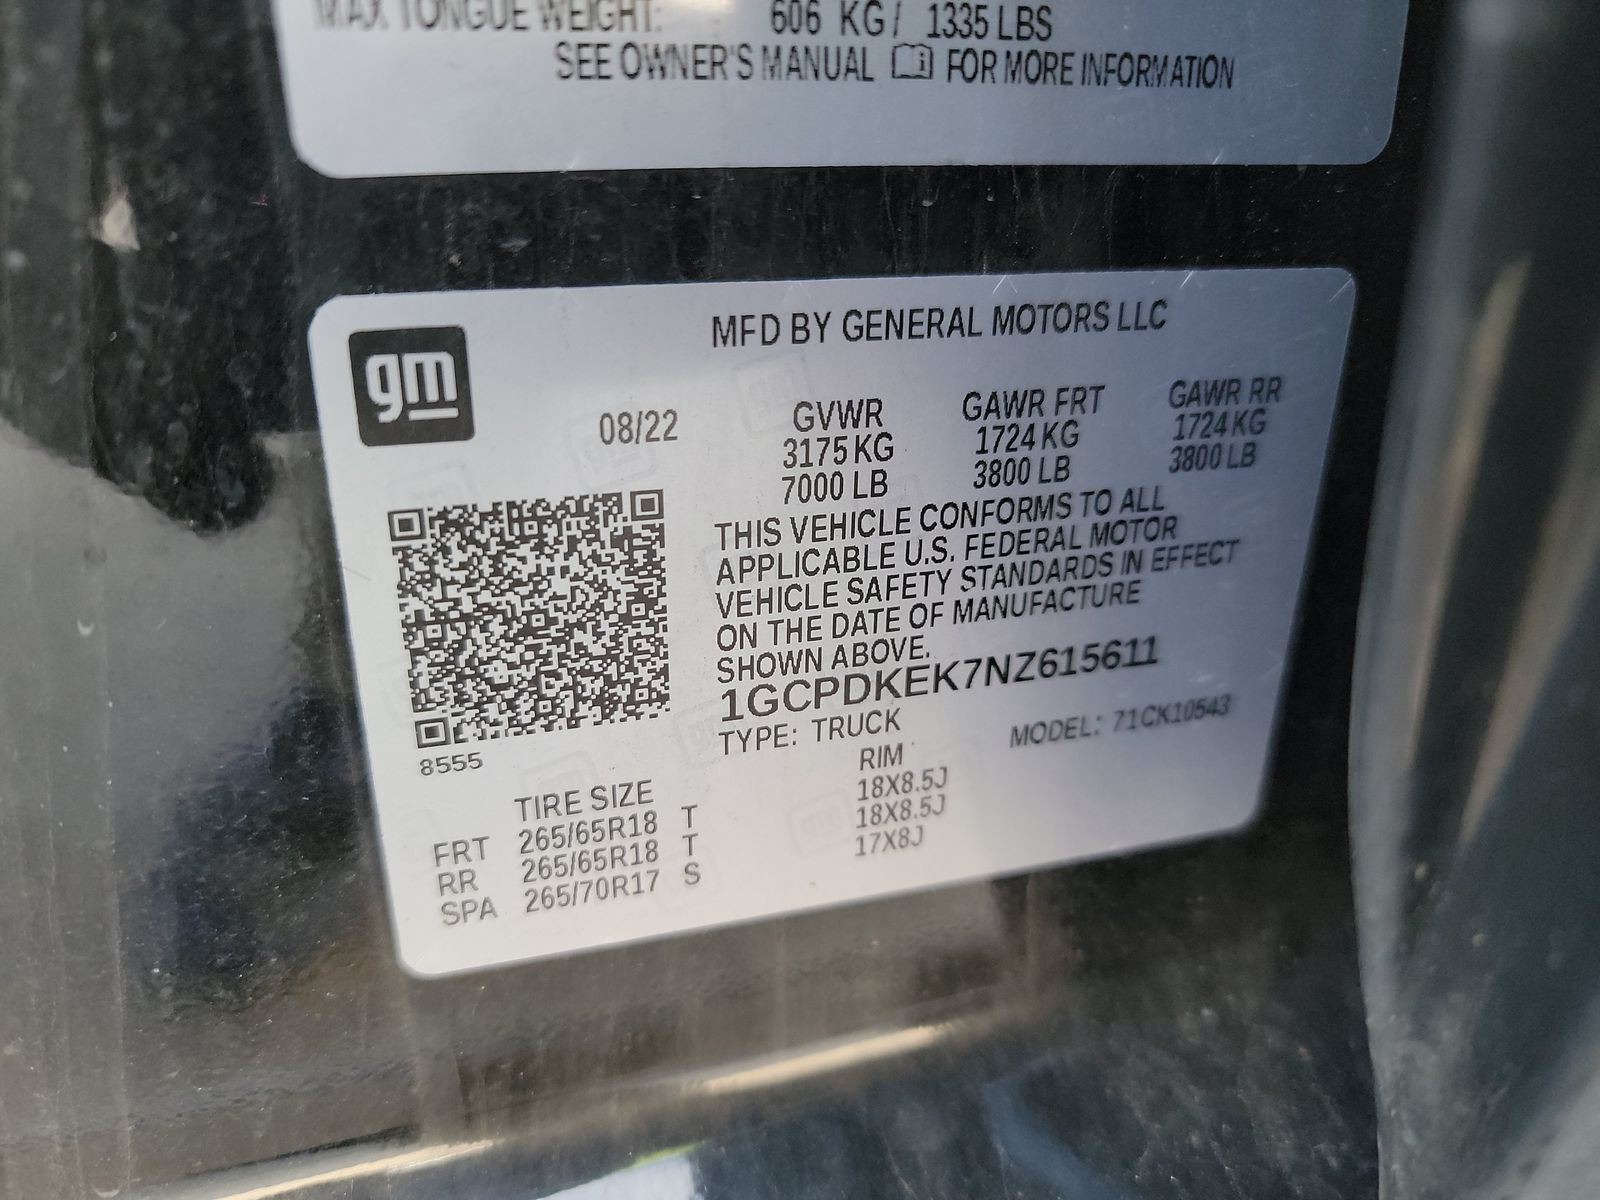 MAX TONGUE WEIGHT: 606 KG / 1335 LBS
SEE OWNER'S MANUAL FOR MORE INFORMATION
gm
MFD BY GENERAL MOTORS LLC
08/22
GVWR GAWR FRT GAWR RR
3175 KG 1724 KG 1724 KG
7000 LB 3800 LB 3800 LB
THIS VEHICLE CONFORMS TO ALL
APPLICABLE U.S. FEDERAL MOTOR
VEHICLE SAFETY STANDARDS IN EFFECT
ON THE DATE OF MANUFACTURE
SHOWN ABOVE.
1GCPDKEK7NZ615611
TYPE: TRUCK MODEL: 71CK10543
8555
TIRE SIZE RIM
FRT 265/65R18 T 18X8.5J
RR 265/65R18 T 18X8.5J
SPA 265/70R17 S 17X8J